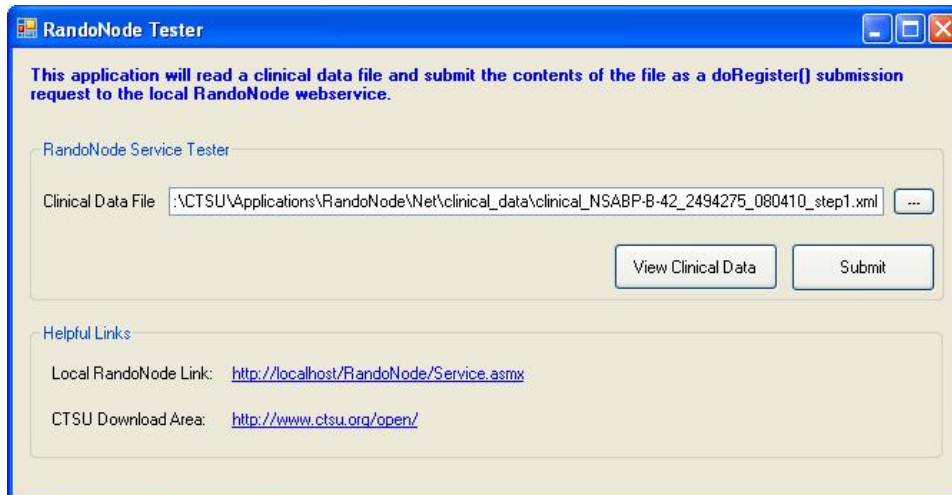 RandoNode Tester
This application will read a clinical data file and submit the contents of the file as a doRegister() submission
request to the local RandoNode webservice.
RandoNode Service Tester
Clinical Data File :\CTSU\Applications\RandoNode\Net\clinical_data\clinical_NSABP-B-42_2494275_080410_step1.xml ...
View Clinical Data Submit
Helpful Links
Local RandoNode Link: http://localhost/RandoNode/Service.asmx
CTSU Download Area: http://www.ctsu.org/open/